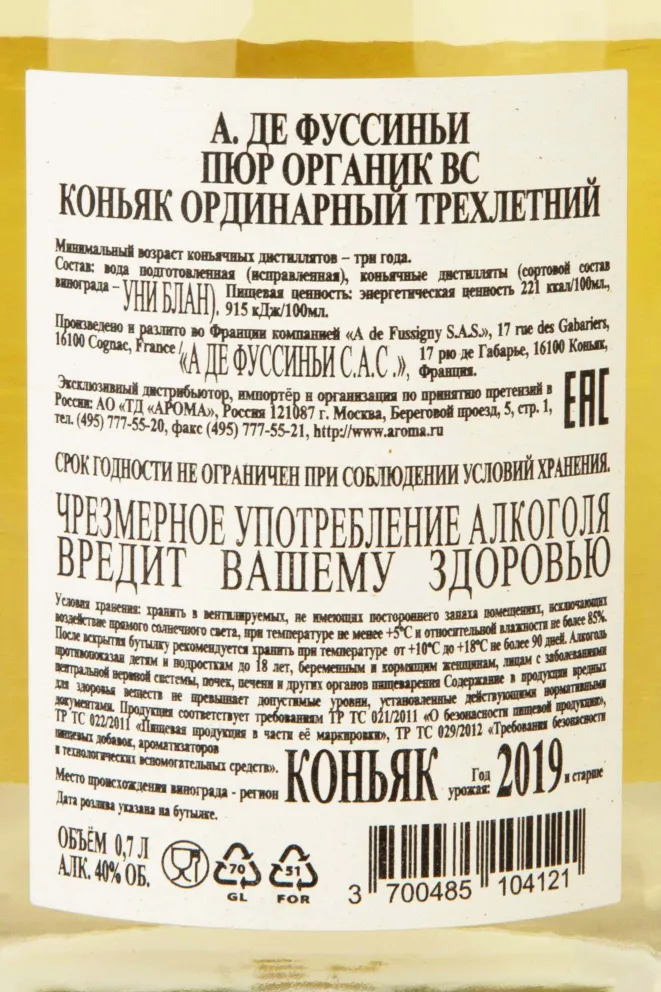 А. ДЕ ФУССИНЬИ
ПЮР ОРГАНИК ВС
КОНЬЯК ОРДИНАРНЫЙ ТРЕХЛЕТНИЙ
Минимальный возраст коньячных дистиллятов – три года.
Состав: вода подготовленная (исправленная), коньячные дистилляты (сортовой состав
винограда – УНИ БЛАН). Пищевая ценность: энергетическая ценность 221 ккал/100мл.,
915 кДж/100мл.
Произведено и разлито во Франции компанией «A de Fussigny S.A.S.», 17 rue des Gabariers,
16100 Cognac, France / «А ДЕ ФУССИНЬИ С.А.С .», 17 рю де Габарье, 16100 Коньяк,
Франция.
Эксклюзивный дистрибьютор, импортёр и организация по принятию претензий в
России: АО «ТД «АРОМА», Россия 121087 г. Москва, Береговой проезд, 5, стр. 1,
тел. (495) 777-55-20, факс (495) 777-55-21, http://www.aroma.ru
ЕАС
СРОК ГОДНОСТИ НЕ ОГРАНИЧЕН ПРИ СОБЛЮДЕНИИ УСЛОВИЙ ХРАНЕНИЯ.
ЧРЕЗМЕРНОЕ УПОТРЕБЛЕНИЕ АЛКОГОЛЯ
ВРЕДИТ ВАШЕМУ ЗДОРОВЬЮ
Условия хранения: хранить в вентилируемых, не имеющих постороннего запаха помещениях, исключающих
воздействие прямого солнечного света, при температуре не менее +5°С и относительной влажности не более 85%.
После вскрытия бутылку рекомендуется хранить при температуре от +10°С до +18°С не более 90 дней. Алкоголь
противопоказан детям и подросткам до 18 лет, беременным и кормящим женщинам, лицам с заболеваниями
центральной нервной системы, почек, печени и других органов пищеварения Содержание в продукции вредных
для здоровья веществ не превышает допустимые уровни, установленные действующими нормативными
документами. Продукция соответствует требованиям ТР ТС 021/2011 «О безопасности пищевой продукции»,
ТР ТС 022/2011 «Пищевая продукция в части её маркировки», ТР ТС 029/2012 «Требования безопасности
пищевых добавок, ароматизаторов
и технологических вспомогательных средств».
Место происхождения винограда - регион КОНЬЯК Год урожая: 2019 и старше
Дата розлива указана на бутылке.
ОБЪЁМ 0,7 Л
АЛК. 40% ОБ.
70
GL
51
FOR
3 700485 104121